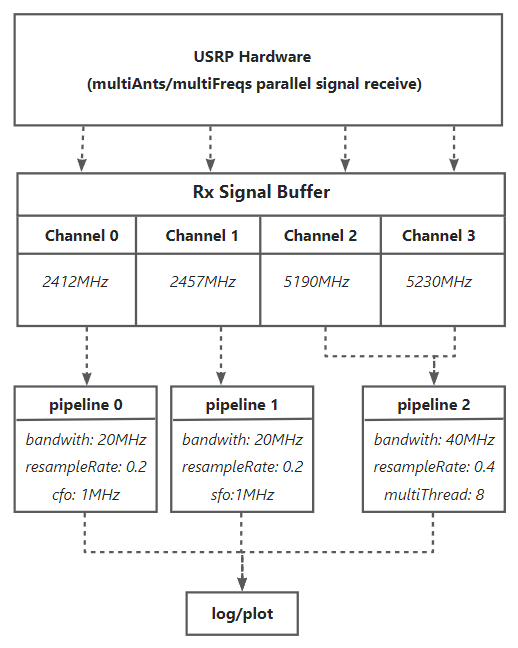 USRP Hardware
(multiAnts/multiFreqs parallel signal receive)
Rx Signal Buffer
Channel 0
Channel 1
Channel 2
Channel 3
2412MHz
2457MHz
5190MHz
5230MHz
pipeline 0
bandwith: 20MHz
resampleRate: 0.2
cfo: 1MHz
pipeline 1
bandwith: 20MHz
resampleRate: 0.2
sfo:1MHz
pipeline 2
bandwith: 40MHz
resampleRate: 0.4
multiThread: 8
log/plot